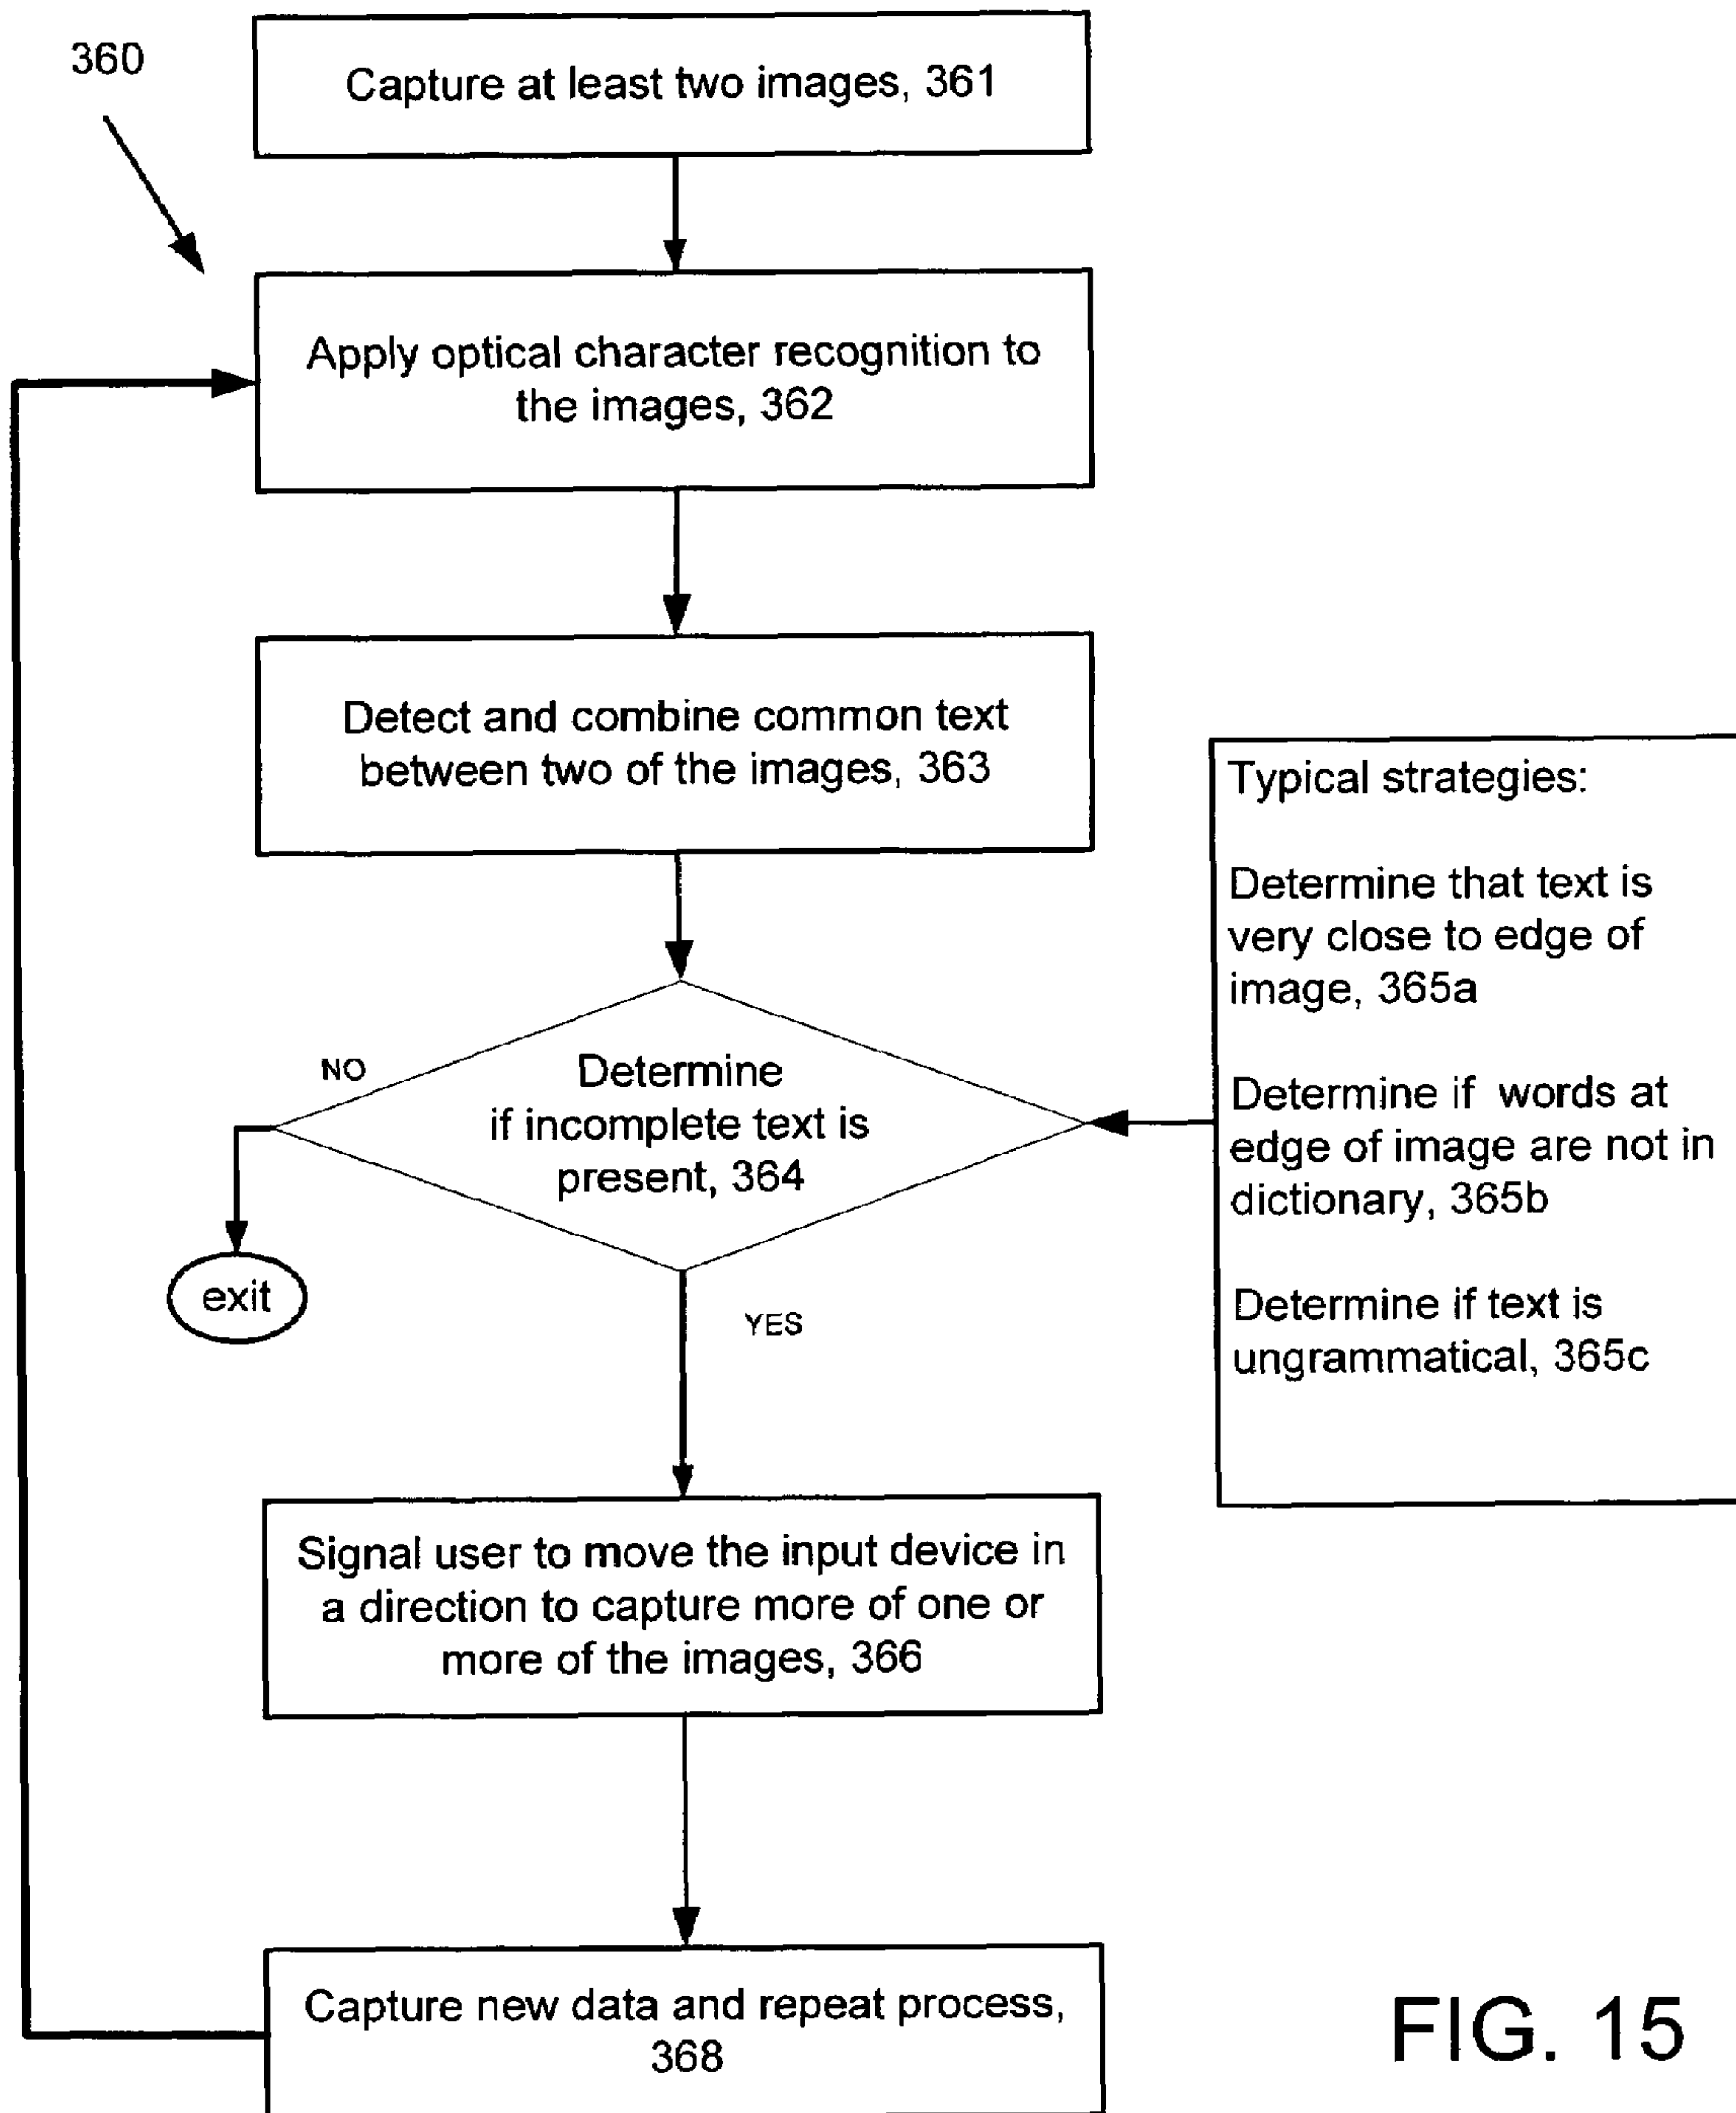 360
Capture at least two images, 361
Apply optical character recognition to
the images, 362
Detect and combine common text
between two of the images, 363
Typical strategies:
Determine that text is
very close to edge of
image, 365a
Determine if words at
edge of image are not in
dictionary, 365b
Determine if text is
ungrammatical, 365c
NO
Determine
if incomplete text is
present, 364
exit
YES
Signal user to move the input device in
a direction to capture more of one or
more of the images, 366
Capture new data and repeat process,
368
FIG. 15